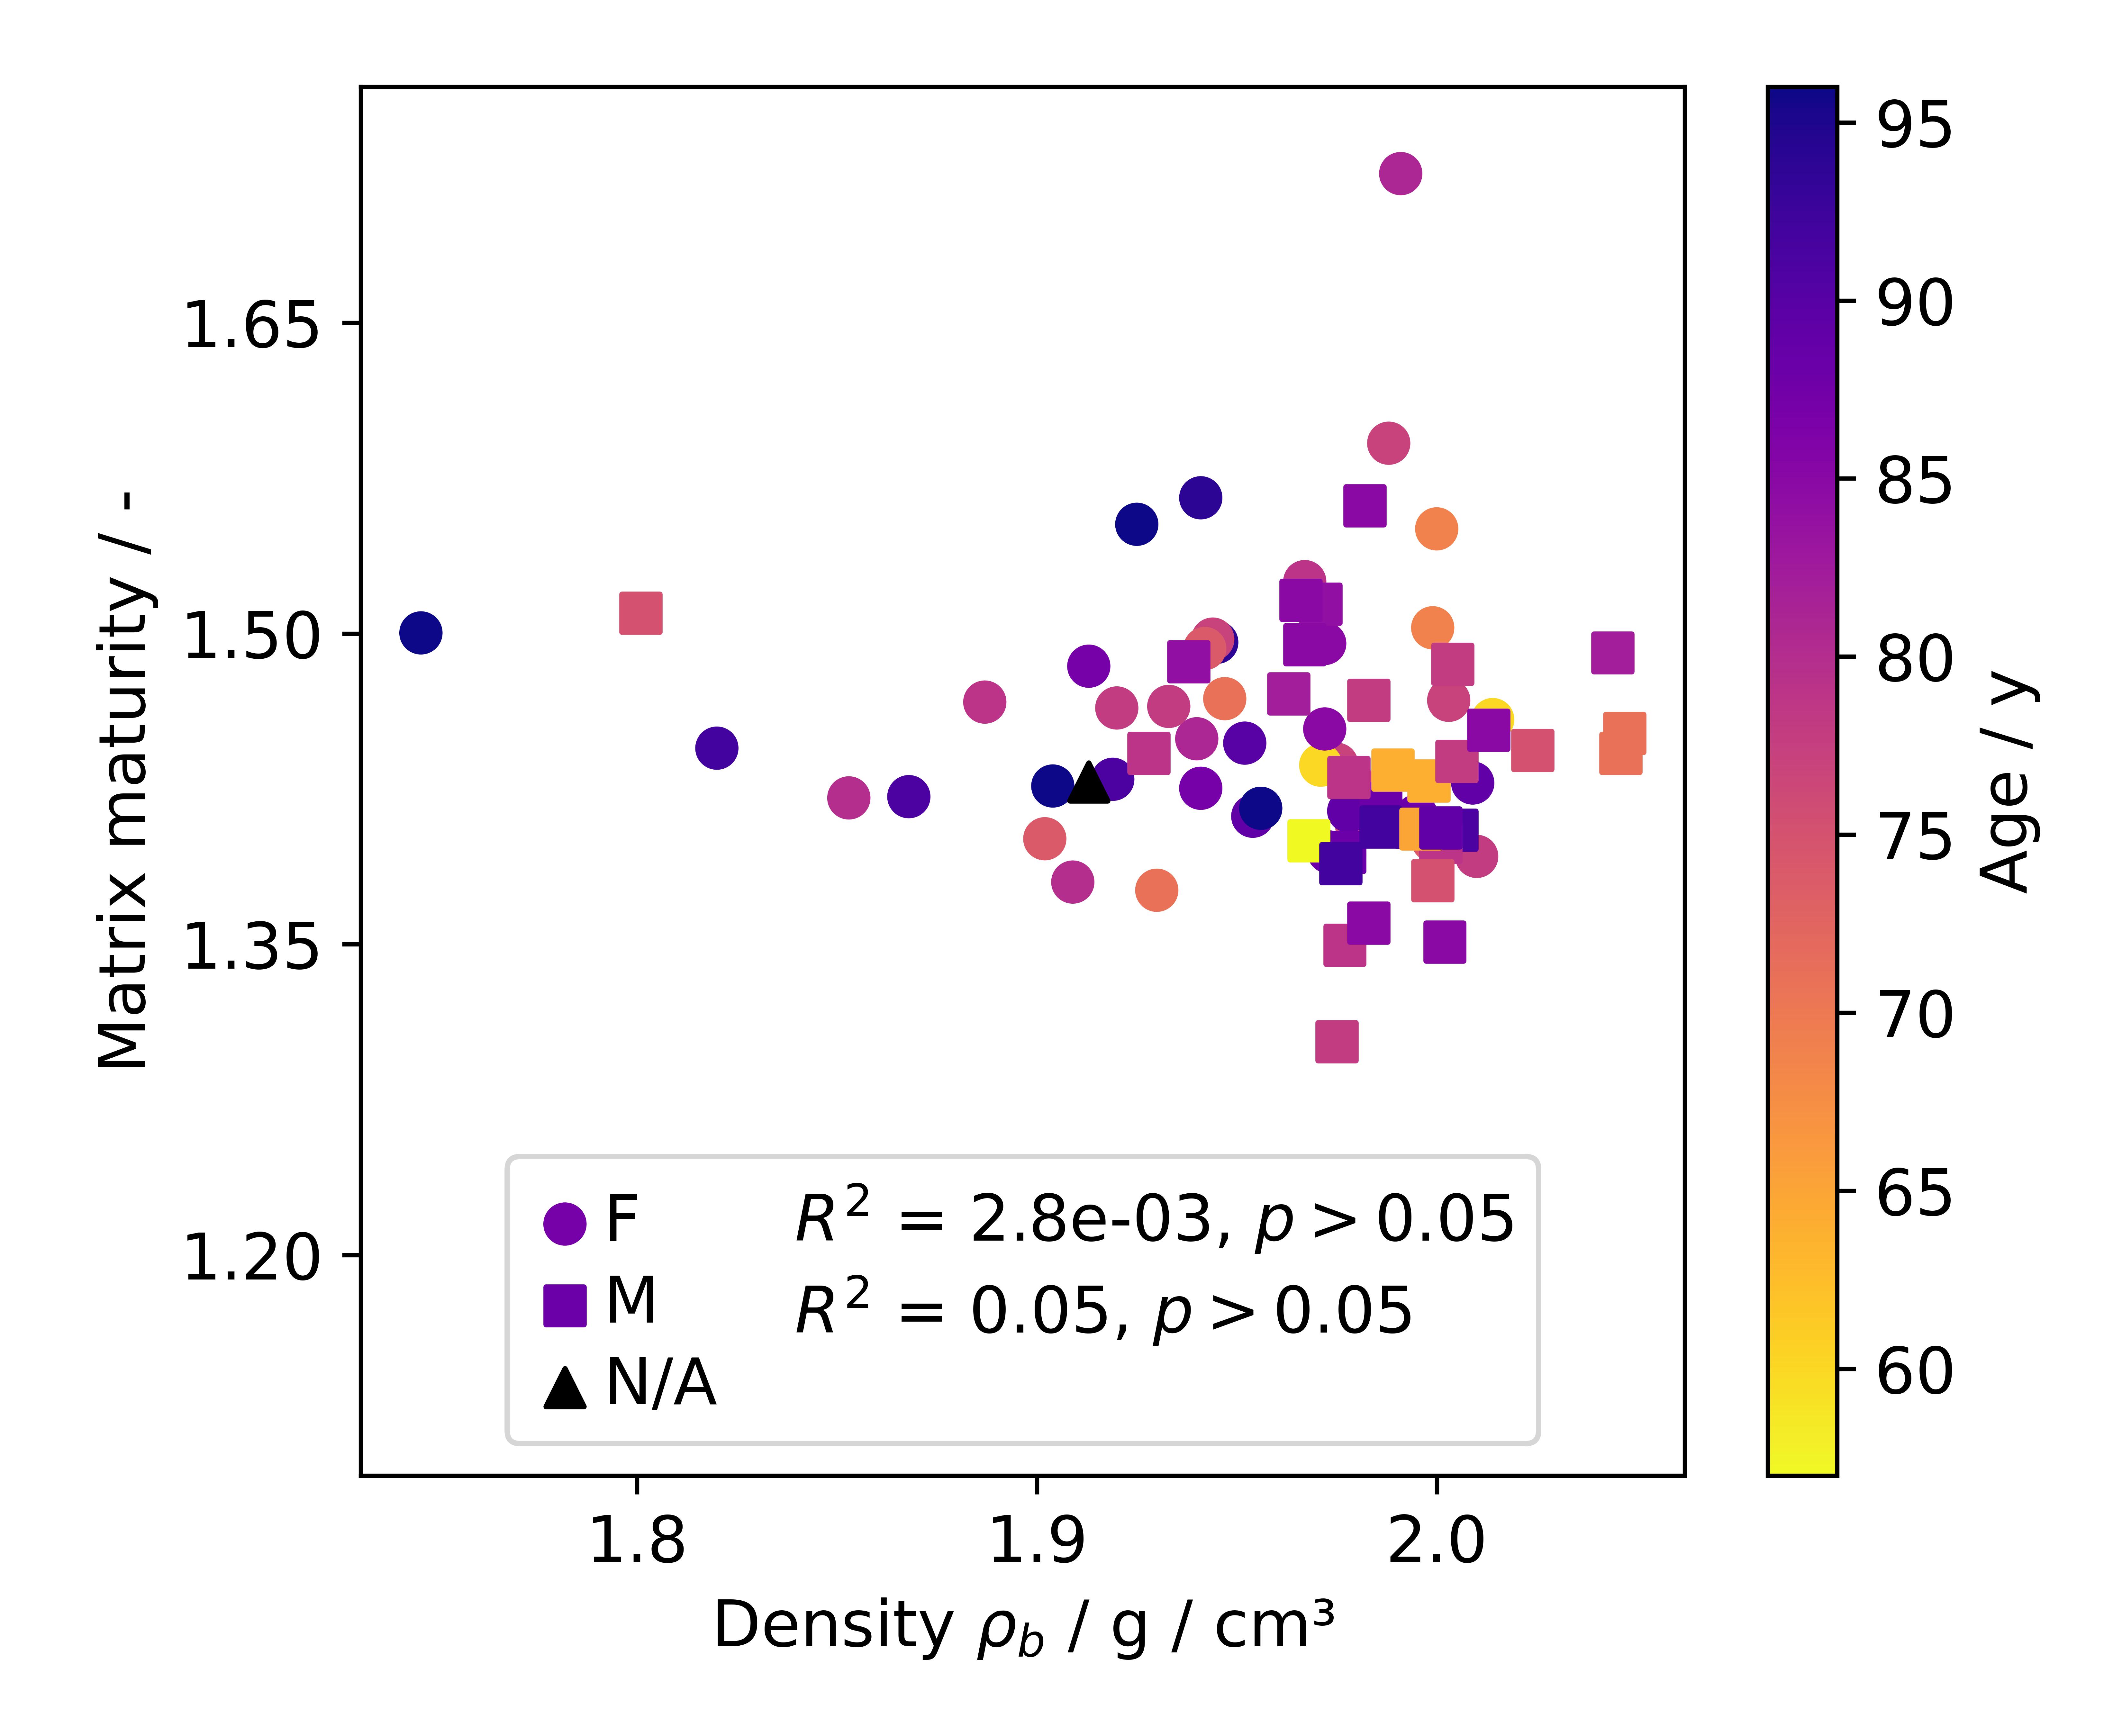 Matrix maturity / -
1.65
1.50
1.35
1.20
F R² = 2.8e-03, p > 0.05
M R² = 0.05, p > 0.05
N/A
1.8 1.9 2.0
Density ρb / g / cm³
95
90
85
80
75
70
65
60
Age / y